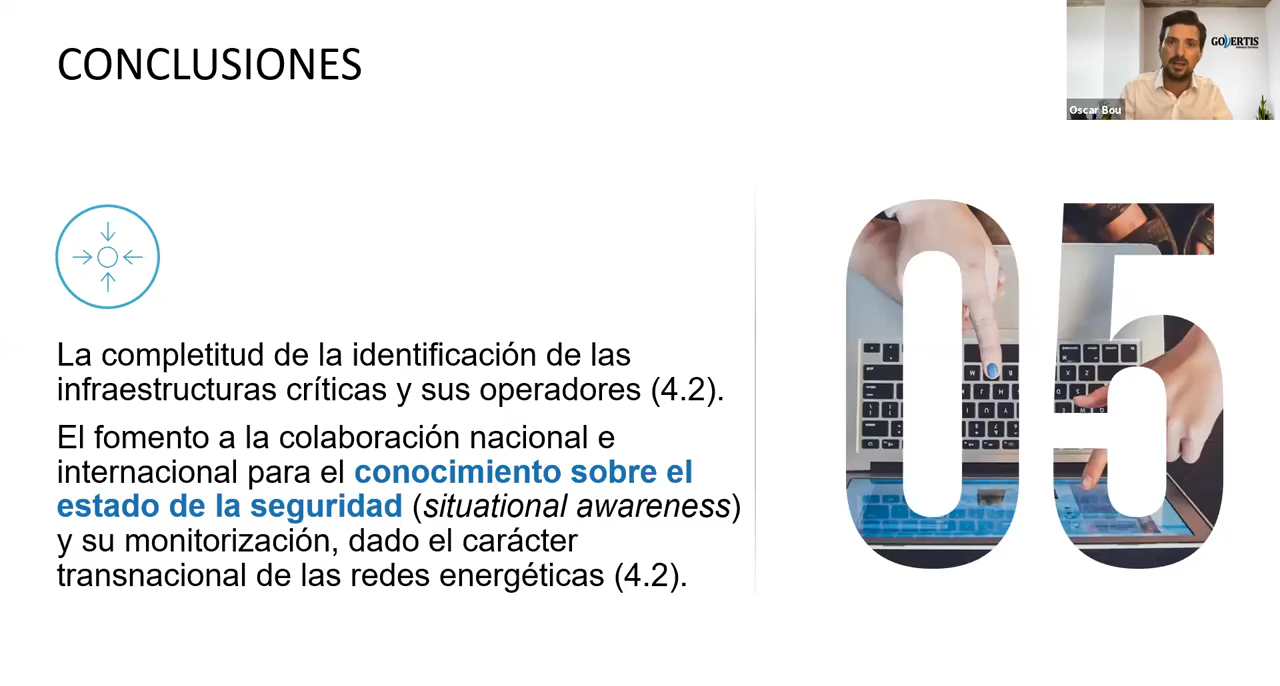 CONCLUSIONES
GOVERTIS
Oscar Bou
La completitud de la identificación de las
infraestructuras críticas y sus operadores (4.2).
El fomento a la colaboración nacional e
internacional para el conocimiento sobre el
estado de la seguridad (situational awareness)
y su monitorización, dado el carácter
transnacional de las redes energéticas (4.2).
05